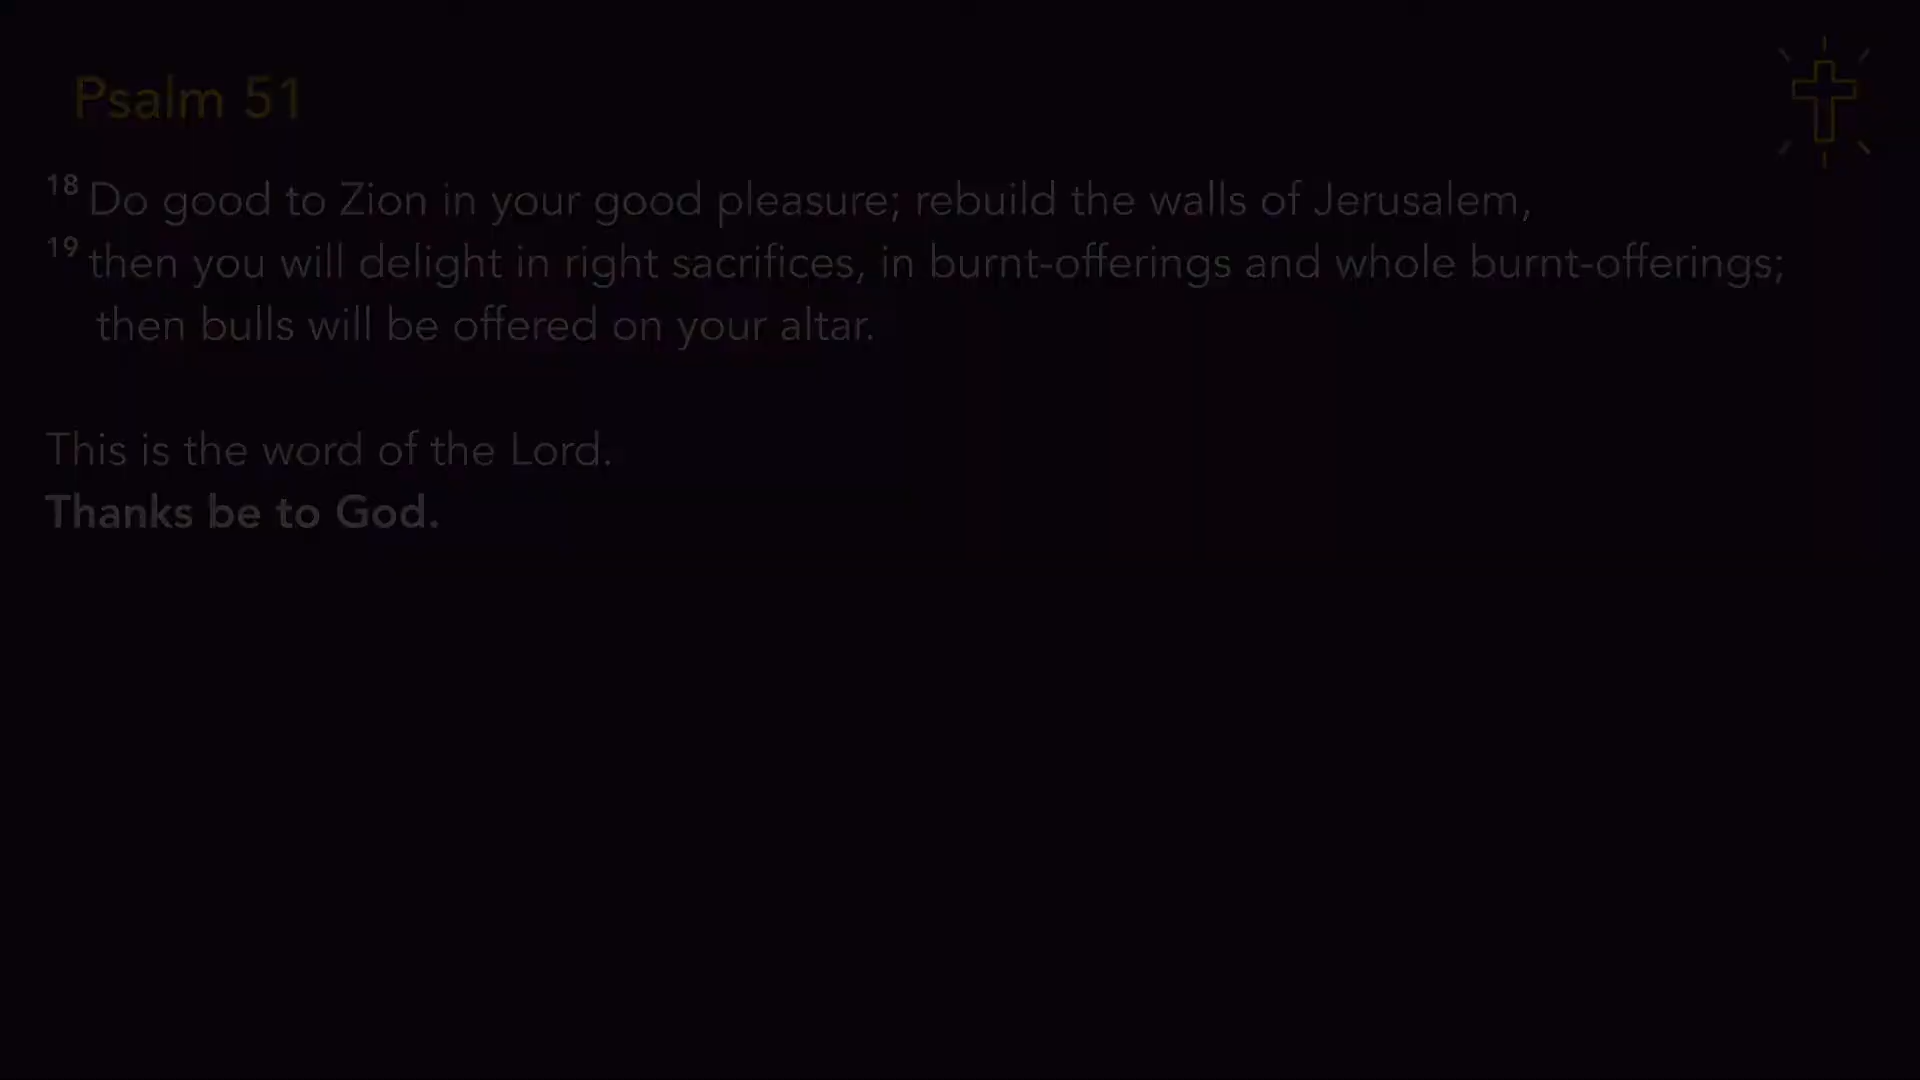 Psalm 51
18 Do good to Zion in your good pleasure; rebuild the walls of Jerusalem,
19 then you will delight in right sacrifices, in burnt-offerings and whole burnt-offerings;
then bulls will be offered on your altar.
This is the word of the Lord.
Thanks be to God.